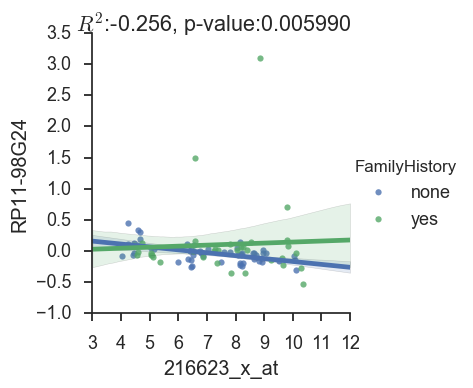 R²:-0.256, p-value:0.005990
3.5
3.0
2.5
2.0
1.5
1.0
0.5
0.0
−0.5
−1.0
RP11-98G24
3 4 5 6 7 8 9 10 11 12
216623_x_at
FamilyHistory
none
yes